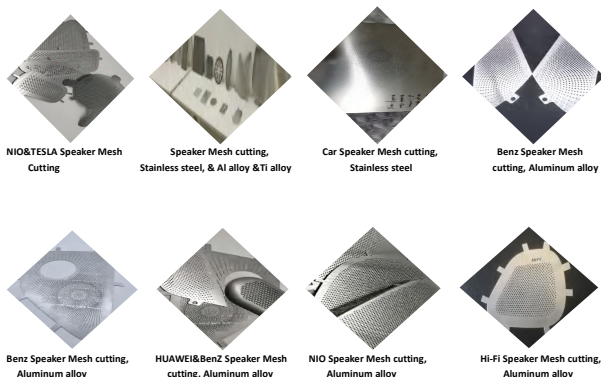 NIO&TESLA Speaker Mesh
Cutting
Speaker Mesh cutting,
Stainless steel, & Al alloy &Ti alloy
Car Speaker Mesh cutting,
Stainless steel
Benz Speaker Mesh
cutting, Aluminum alloy
Benz Speaker Mesh cutting,
Aluminum alloy
HUAWEI&BenZ Speaker Mesh
cutting, Aluminum alloy
NIO Speaker Mesh cutting,
Aluminum alloy
Hi-Fi Speaker Mesh cutting,
Aluminum alloy